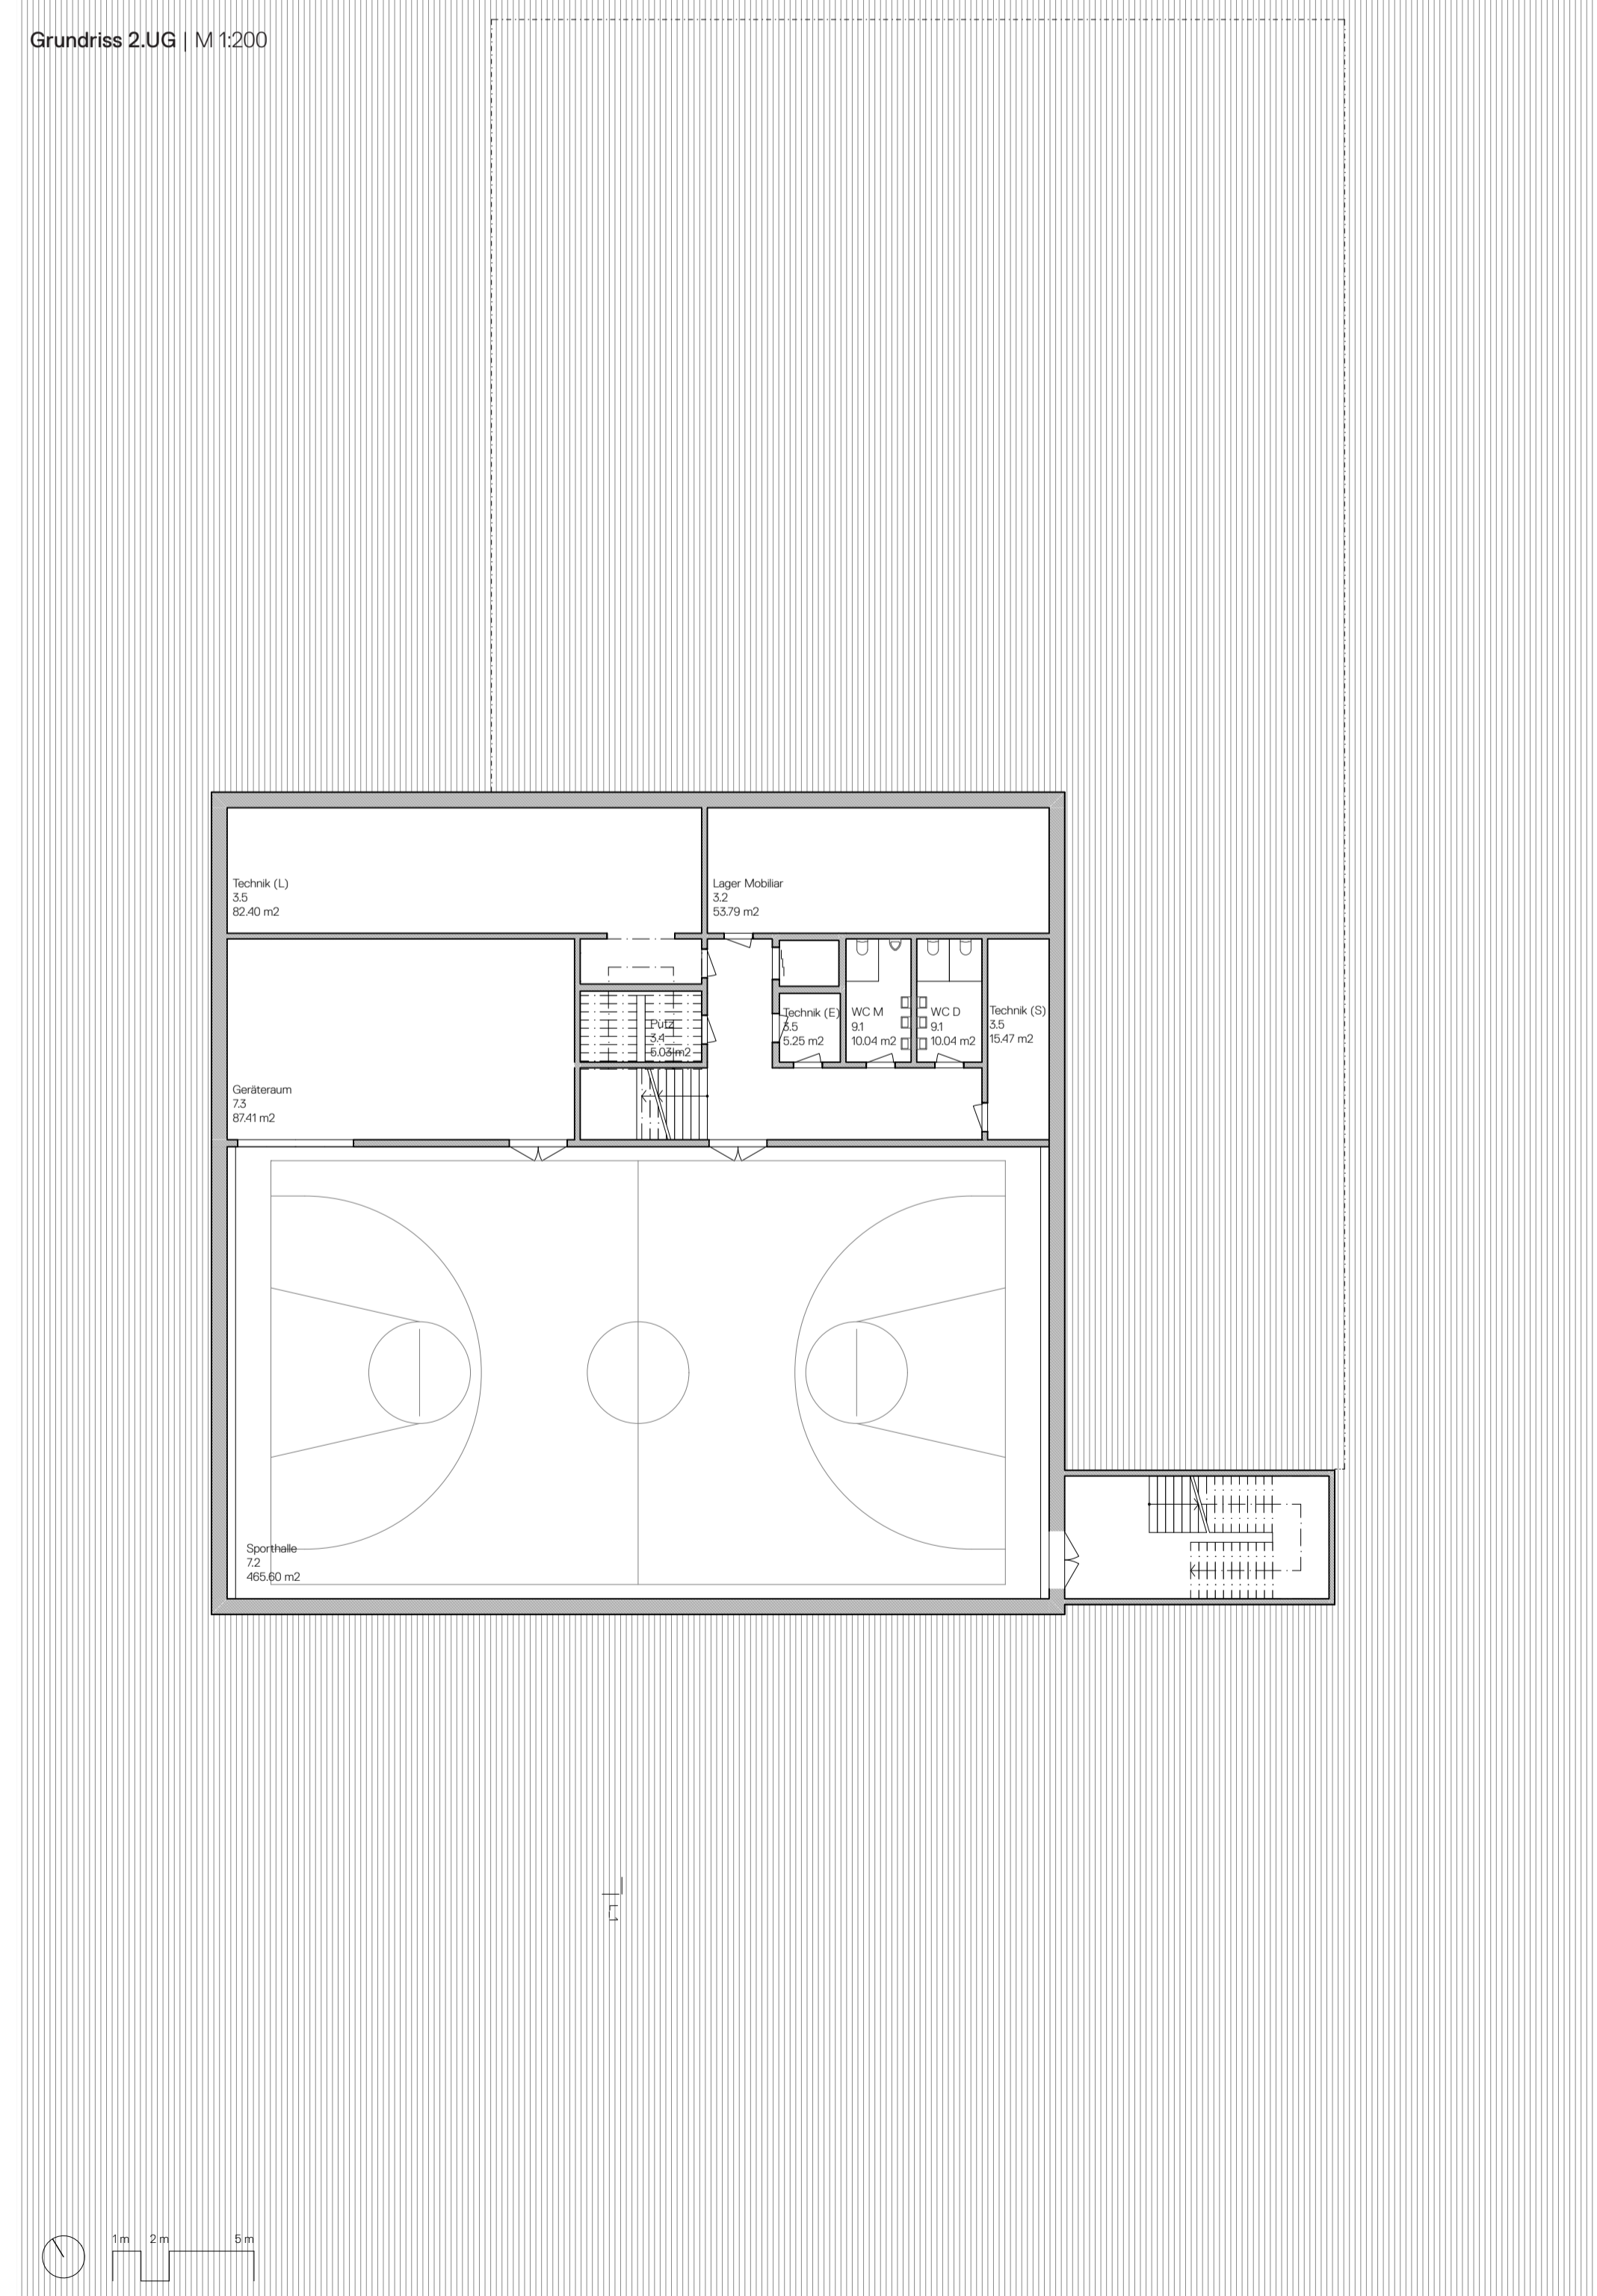 Grundriss 2.UG | M 1:200
Technik (L)
3.5
82.40 m2
Lager Mobiliar
3.2
53.79 m2
Putz
3.4
5.03 m2
Technik (E)
3.5
5.25 m2
WC M
9.1
10.04 m2
WC D
9.1
10.04 m2
Technik (S)
3.5
15.47 m2
Geräteraum
7.3
87.41 m2
Sporthalle
7.2
465.60 m2
L1
1 m 2 m 5 m